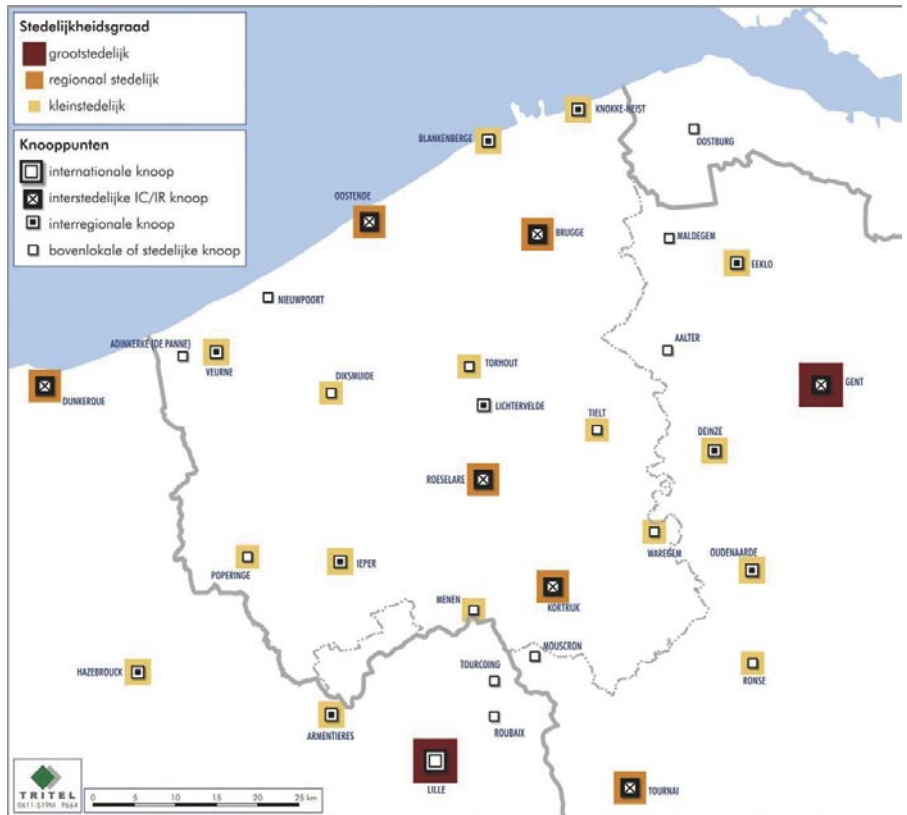 Stedelijkheidsgraad
grootstedelijk
regionaal stedelijk
kleinstedelijk
Knooppunten
internationale knoop
interstedelijke IC/IR knoop
interregionale knoop
bovenlokale of stedelijke knoop
KNOKKE-HEIST
BLANKENBERGE
OOSTBURG
OOSTENDE
BRUGGE
MALDEGEM
EEKLO
NIEUWPOORT
ADINKERKE (DE PANNE)
VEURNE
AALTER
TORHOUT
DIKSMUIDE
DUNKERQUE
GENT
LICHTERVELDE
TIELT
DEINZE
ROESELARE
WAREGEM
OUDENAARDE
POPERINGE
IEPER
MENEN
KORTRIJK
MOUSCRON
TOURCOING
HAZEBROUCK
RONSE
ARMENTIERES
ROUBAIX
LILLE
TOURNAI
TRITEL
0611-519M P664
0 5 10 15 20 25 km